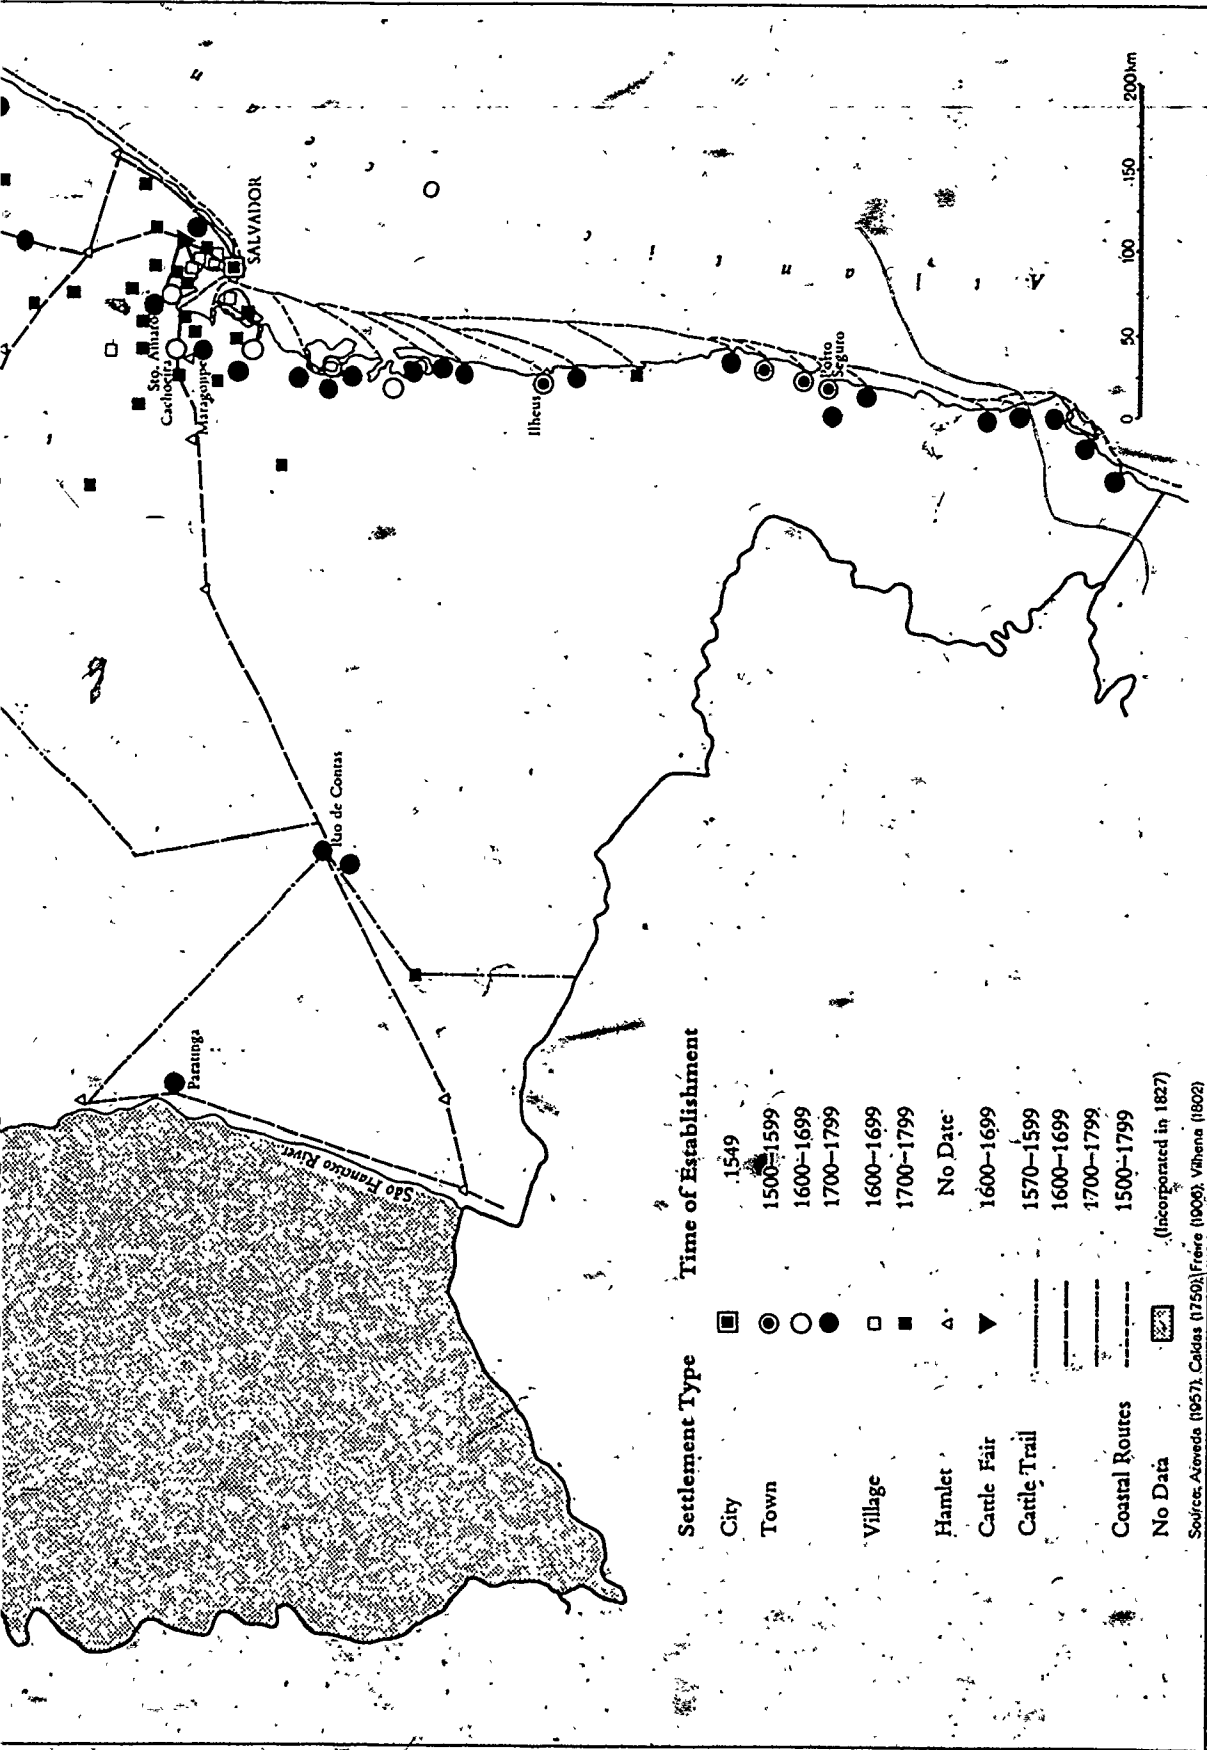 SALVADOR
Sto. Amaro
Cachoeira
Maragogipe
Ilheus
Porto
Seguro
Rio de Contas
Paratinga
São Francisco River
A t l a n t i c
O c e a n
0 50 100 150 200km
Settlement Type Time of Establishment
City 1549
Town 1500–1599
1600–1699
1700–1799
Village 1600–1699
1700–1799
Hamlet No Date
Cattle Fair 1600–1699
Cattle Trail 1570–1599
1600–1699
1700–1799
Coastal Routes 1500–1799
No Data (Incorporated in 1827)
Source: Azevedo (1957), Caldas (1759), Freire (1906), Vilhena (1802)